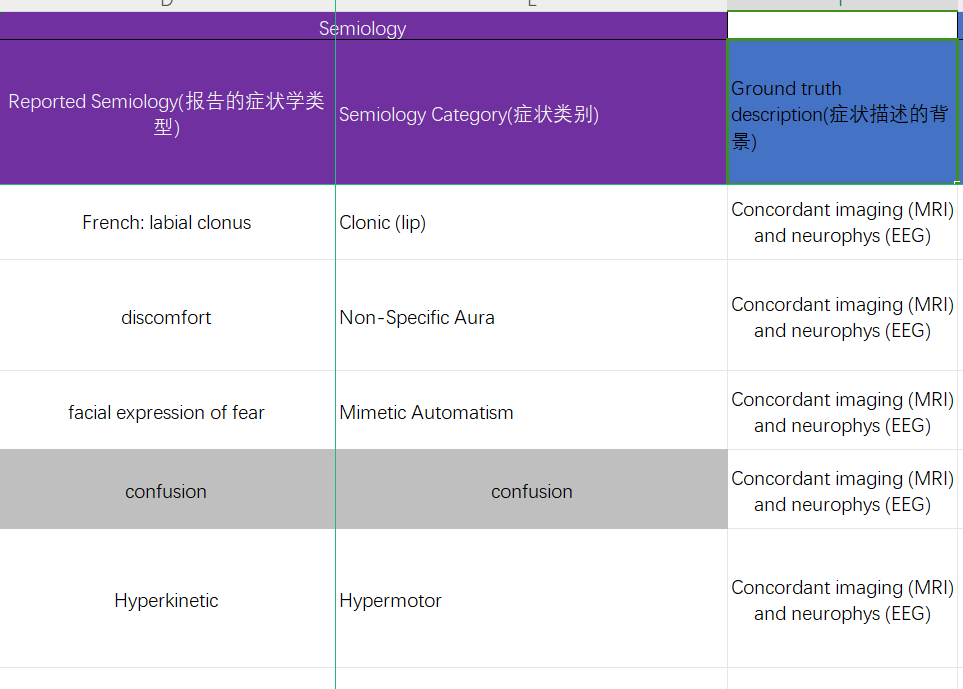 Semiology
Reported Semiology(报告的症状学类
型)
Semiology Category(症状类别)
Ground truth
description(症状描述的背
景)
French: labial clonus
Clonic (lip)
Concordant imaging (MRI)
and neurophys (EEG)
discomfort
Non-Specific Aura
Concordant imaging (MRI)
and neurophys (EEG)
facial expression of fear
Mimetic Automatism
Concordant imaging (MRI)
and neurophys (EEG)
confusion
confusion
Concordant imaging (MRI)
and neurophys (EEG)
Hyperkinetic
Hypermotor
Concordant imaging (MRI)
and neurophys (EEG)